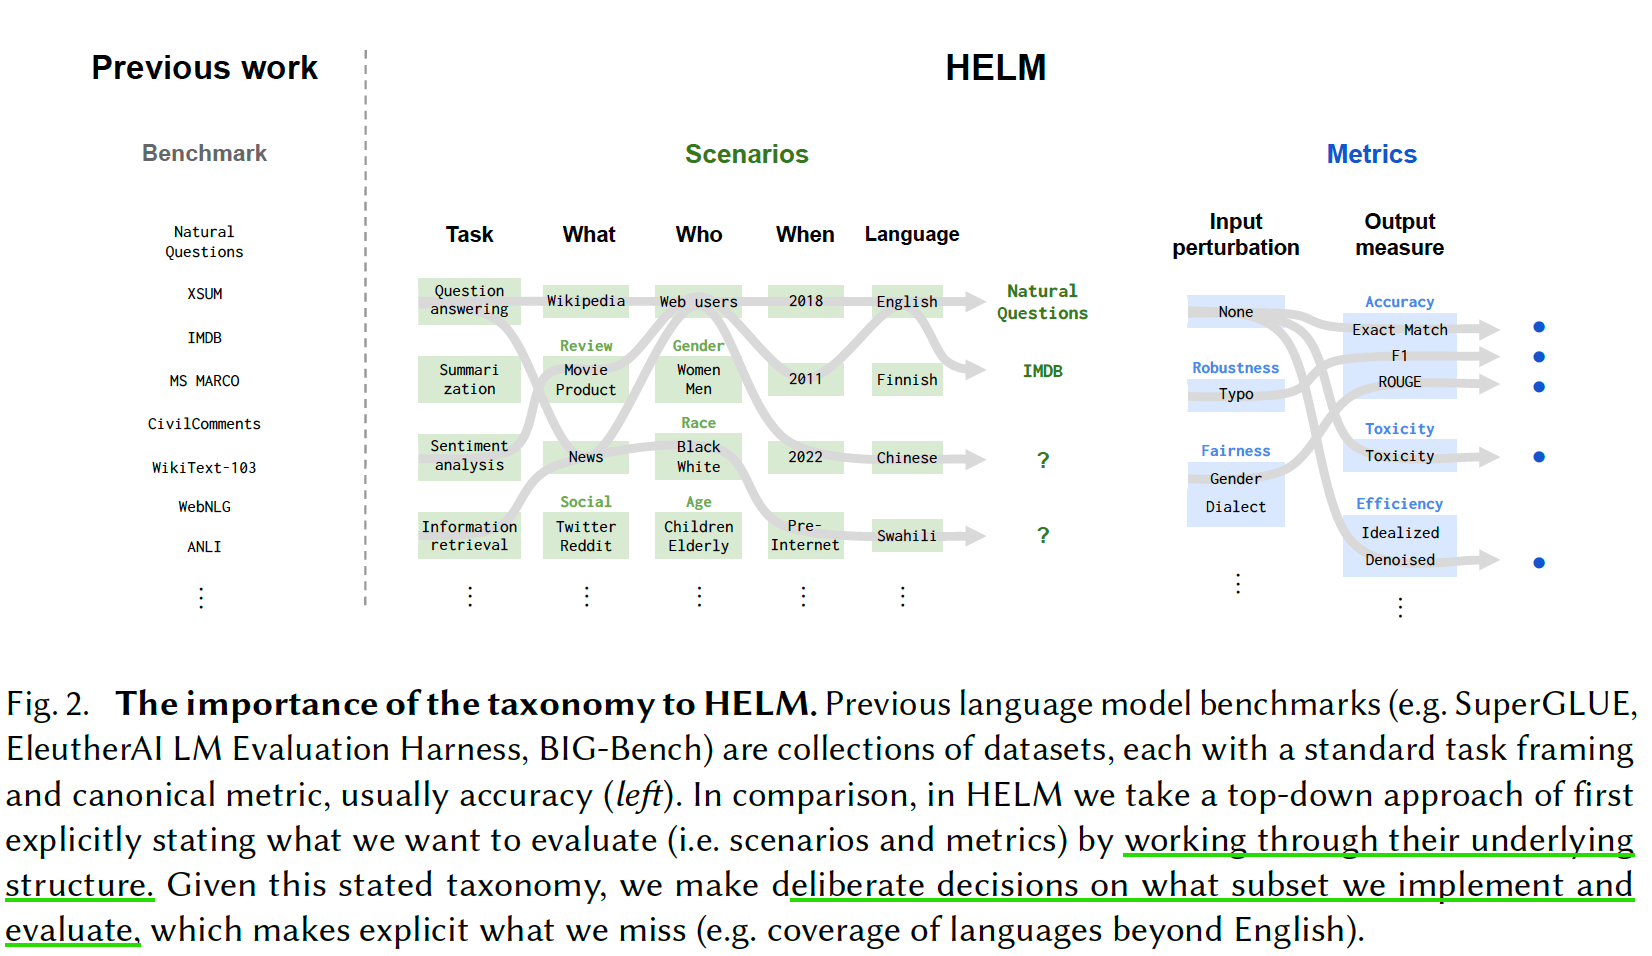 Previous work
HELM
Benchmark
Scenarios
Metrics
Natural
Questions
XSUM
IMDB
MS MARCO
CivilComments
WikiText-103
WebNLG
ANLI
⋮
Task
What
Who
When
Language
Question
answering
Wikipedia
Web users
2018
English
Natural
Questions
Review
Gender
Summari
zation
Movie
Product
Women
Men
2011
Finnish
IMDB
Race
Sentiment
analysis
News
Black
White
2022
Chinese
?
Social
Age
Information
retrieval
Twitter
Reddit
Children
Elderly
Pre-
Internet
Swahili
?
⋮ ⋮ ⋮ ⋮ ⋮
Input
perturbation
None
Robustness
Typo
Fairness
Gender
Dialect
⋮
Output
measure
Accuracy
Exact Match
F1
ROUGE
Toxicity
Toxicity
Efficiency
Idealized
Denoised
⋮
Fig. 2. The importance of the taxonomy to HELM. Previous language model benchmarks (e.g. SuperGLUE,
EleutherAI LM Evaluation Harness, BIG-Bench) are collections of datasets, each with a standard task framing
and canonical metric, usually accuracy (left). In comparison, in HELM we take a top-down approach of first
explicitly stating what we want to evaluate (i.e. scenarios and metrics) by working through their underlying
structure. Given this stated taxonomy, we make deliberate decisions on what subset we implement and
evaluate, which makes explicit what we miss (e.g. coverage of languages beyond English).